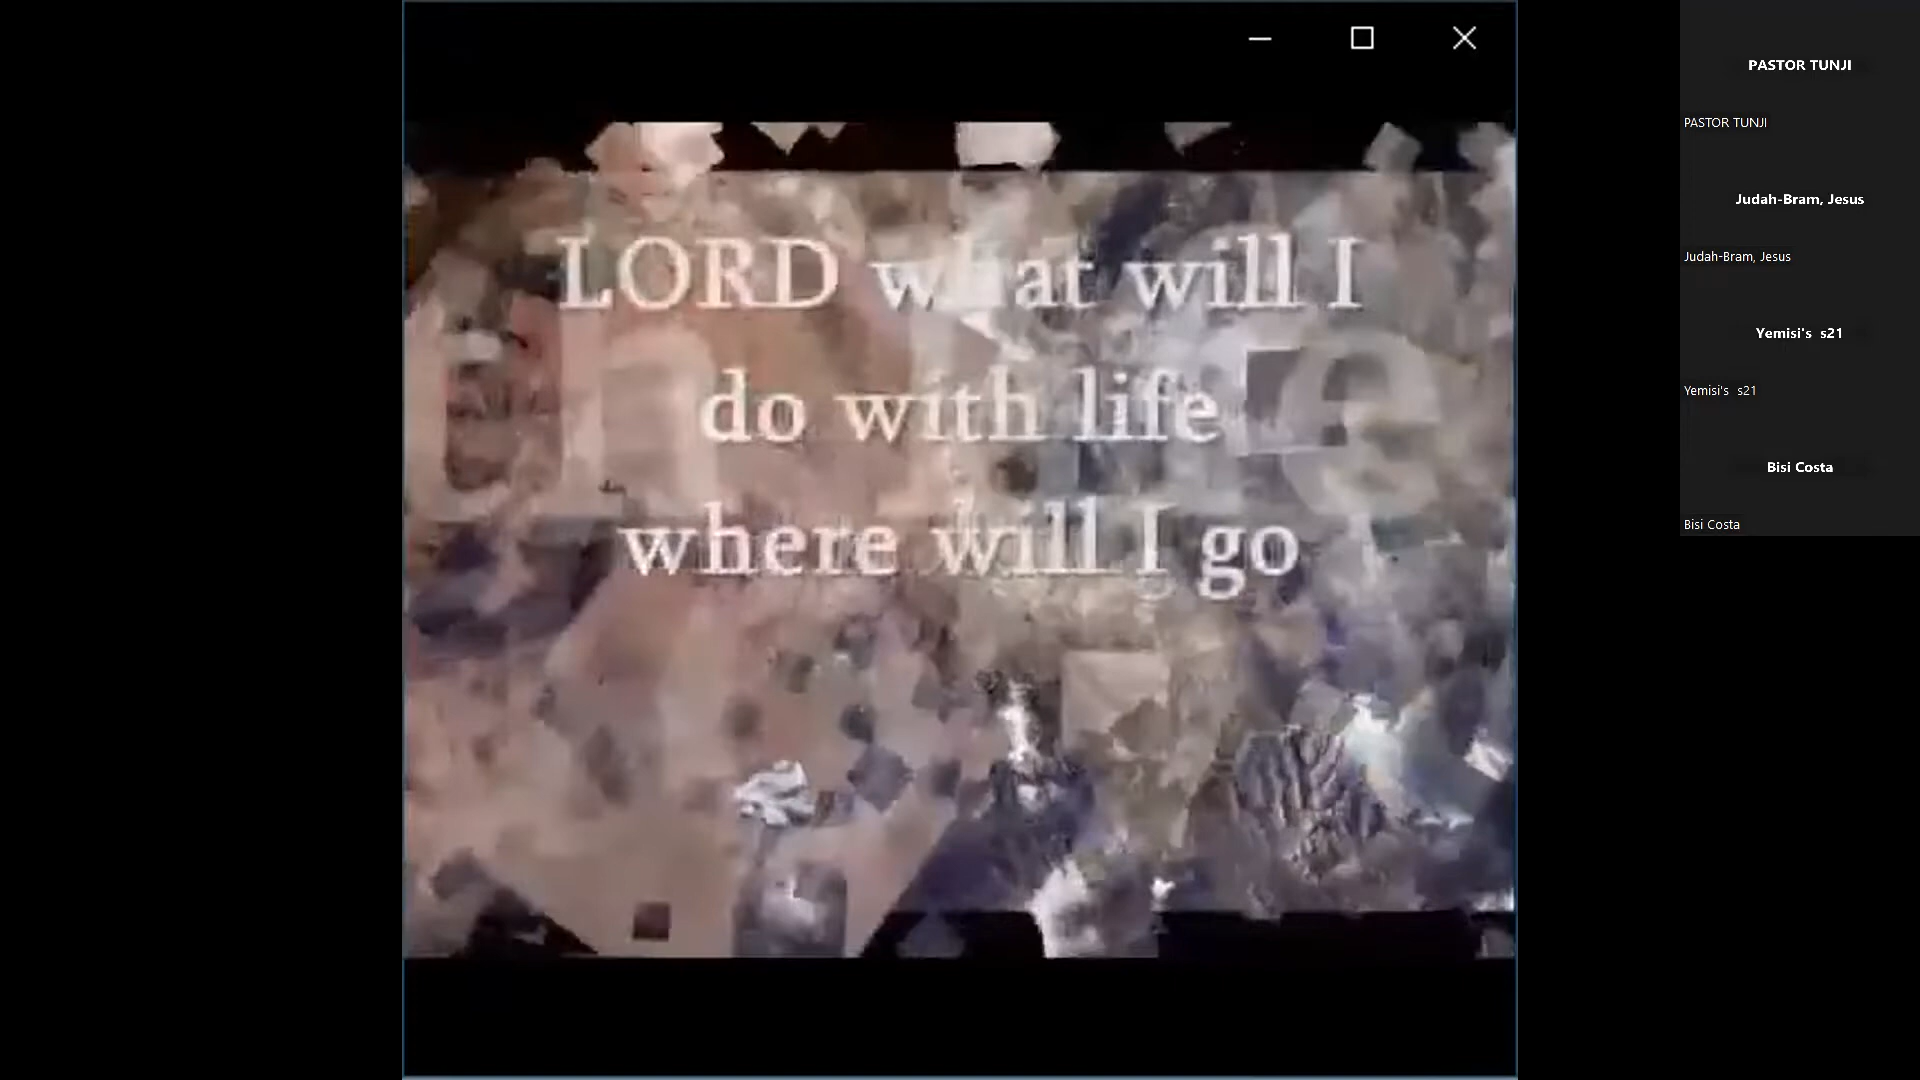 LORD what will I
do with life
where will I go
PASTOR TUNJI
PASTOR TUNJI
Judah-Bram, Jesus
Judah-Bram, Jesus
Yemisi's s21
Yemisi's s21
Bisi Costa
Bisi Costa